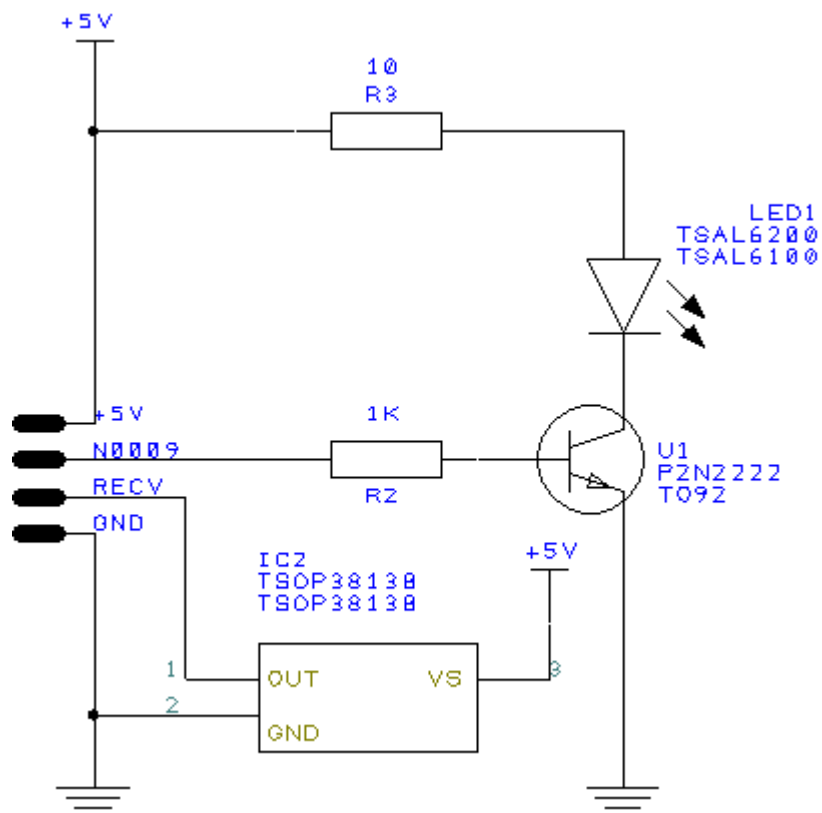 +5V
10
R3
LED1
TSAL6200
TSAL6100
+5V
1K
N0009
U1
P2N2222
TO92
RECV
R2
GND
+5V
IC2
TSOP38138
TSOP38138
1
OUT
VS
3
2
GND